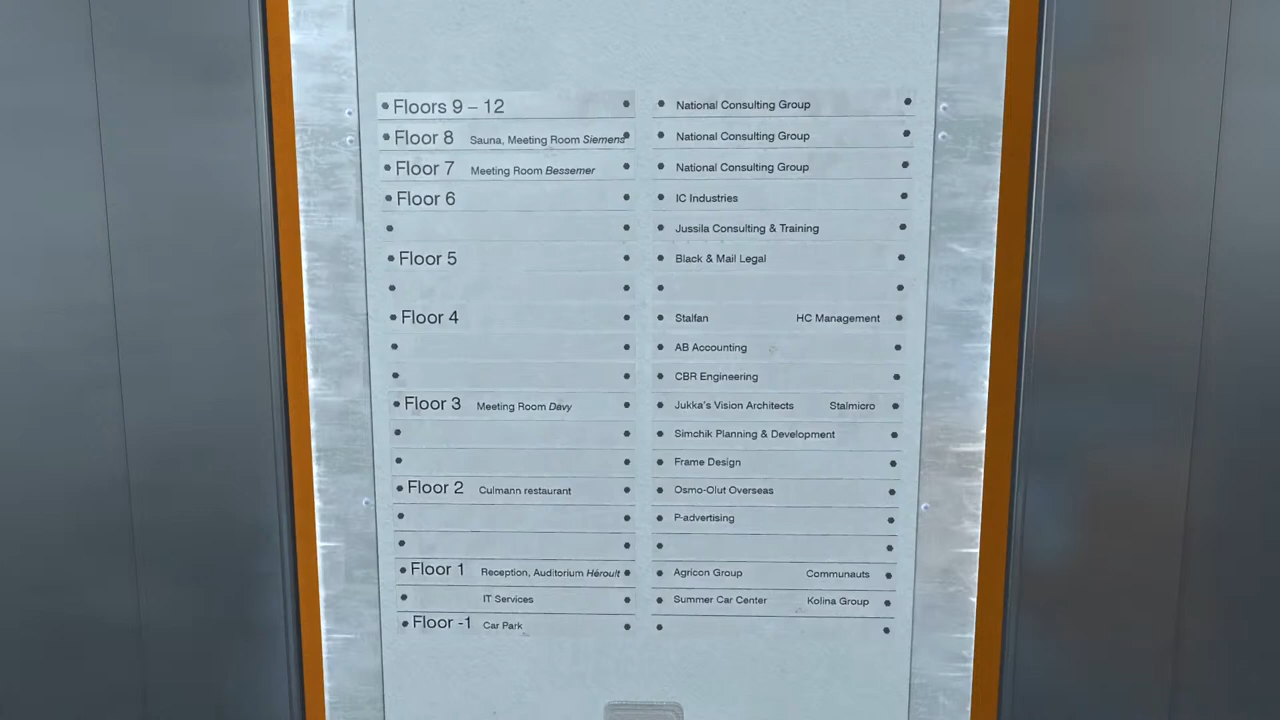 Floors 9 – 12 National Consulting Group
Floor 8 Sauna, Meeting Room Siemens National Consulting Group
Floor 7 Meeting Room Bessemer National Consulting Group
Floor 6 IC Industries
Jussila Consulting & Training
Floor 5 Black & Mail Legal
Floor 4 Stalfan HC Management
AB Accounting
CBR Engineering
Floor 3 Meeting Room Davy Jukka's Vision Architects Stalmicro
Simchik Planning & Development
Frame Design
Floor 2 Culmann restaurant Osmo-Olut Overseas
P-advertising
Floor 1 Reception, Auditorium Héroult Agricon Group Communauts
IT Services Summer Car Center Kolina Group
Floor -1 Car Park